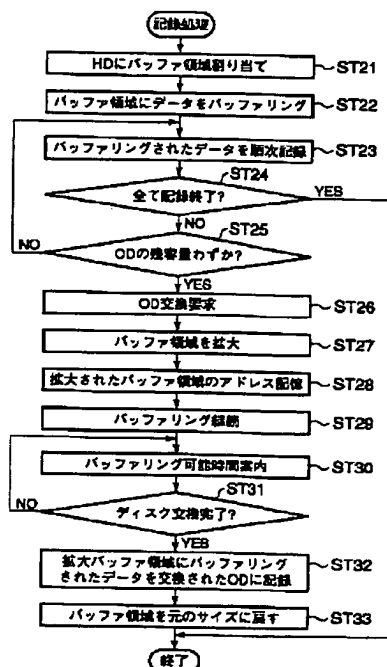 記録処理
HDにバッファ領域割り当て
ST21
バッファ領域にデータをバッファリング
ST22
バッファリングされたデータを順次記録
ST23
ST24
全て記録終了?
YES
NO
ST25
ODの残容量わずか?
NO
YES
OD交換要求
ST26
バッファ領域を拡大
ST27
拡大されたバッファ領域のアドレス記憶
ST28
バッファリング継続
ST29
バッファリング可能時間案内
ST30
ST31
ディスク交換完了?
NO
YES
拡大バッファ領域にバッファリング
されたデータを交換されたODに記録
ST32
バッファ領域を元のサイズに戻す
ST33
終了